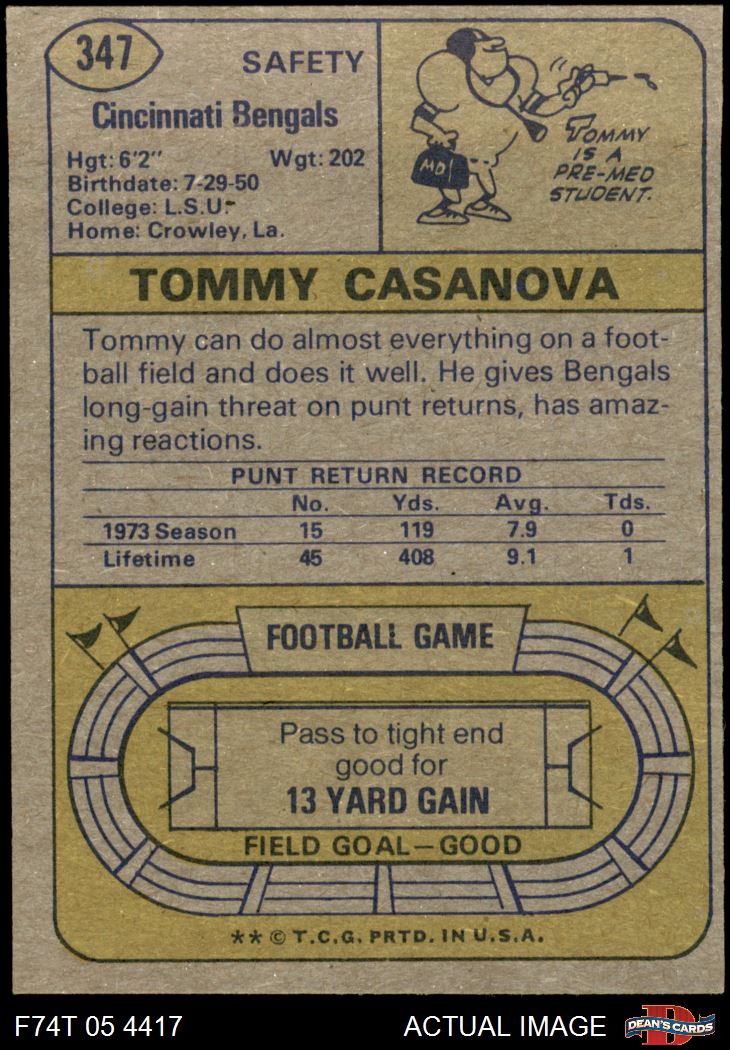 347
SAFETY
Cincinnati Bengals
Hgt: 6'2" Wgt: 202
Birthdate: 7-29-50
College: L.S.U.
Home: Crowley, La.
MD
TOMMY
IS A
PRE-MED
STUDENT.
TOMMY CASANOVA
Tommy can do almost everything on a foot-
ball field and does it well. He gives Bengals
long-gain threat on punt returns, has amaz-
ing reactions.
PUNT RETURN RECORD
No. Yds. Avg. Tds.
1973 Season 15 119 7.9 0
Lifetime 45 408 9.1 1
FOOTBALL GAME
Pass to tight end
good for
13 YARD GAIN
FIELD GOAL—GOOD
** © T.C.G. PRTD. IN U.S.A.
F74T 05 4417 ACTUAL IMAGE
D
DEAN'S CARDS